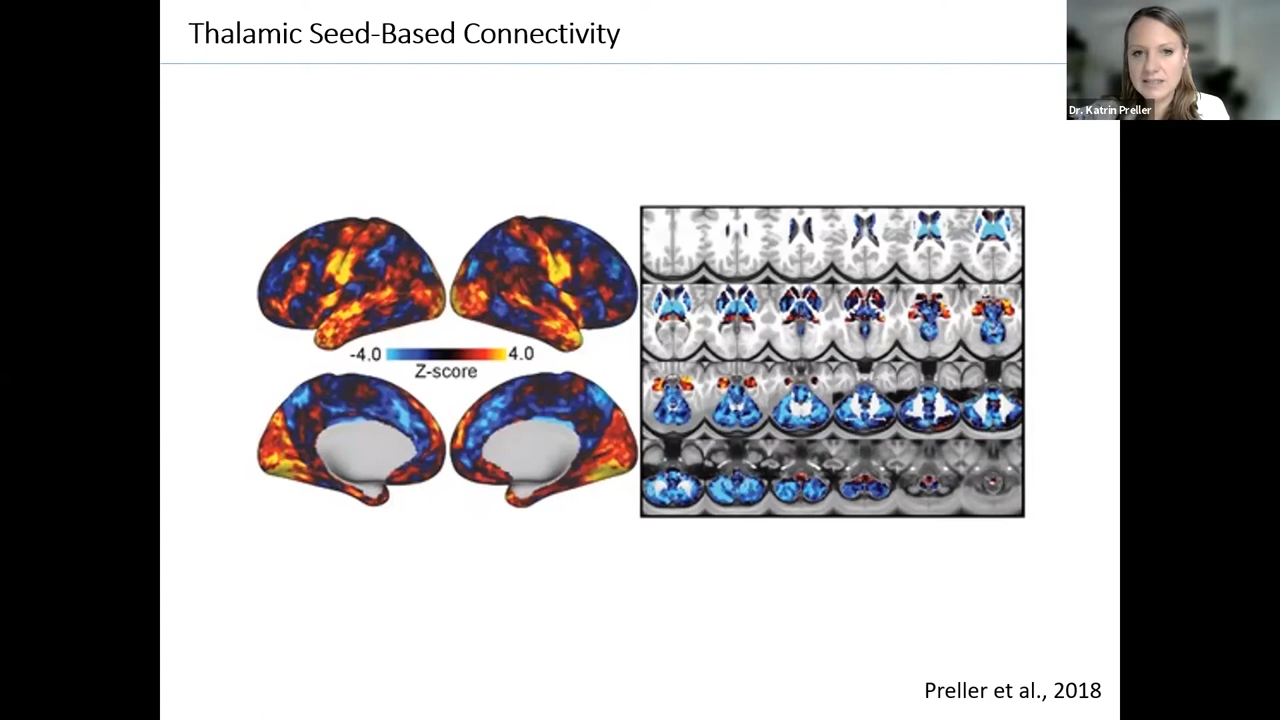 Thalamic Seed-Based Connectivity
Dr. Katrin Preller
-4.0
4.0
Z-score
Preller et al., 2018